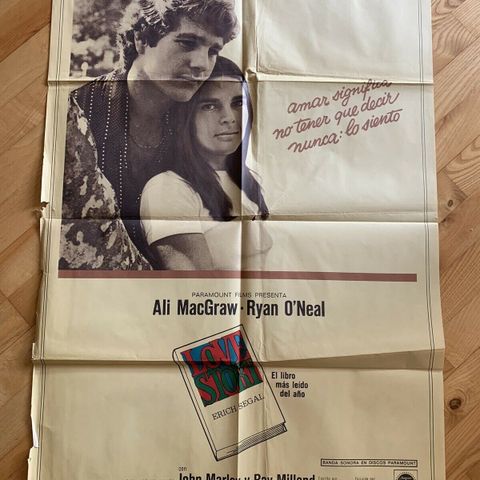 amar significa
no tener que decir
nunca: lo siento
PARAMOUNT FILMS PRESENTA
Ali MacGraw · Ryan O'Neal
LOVE
STORY
ERICH SEGAL
El libro
más leído
del año
BANDA SONORA EN DISCOS PARAMOUNT
con
John Marley y Ray Milland